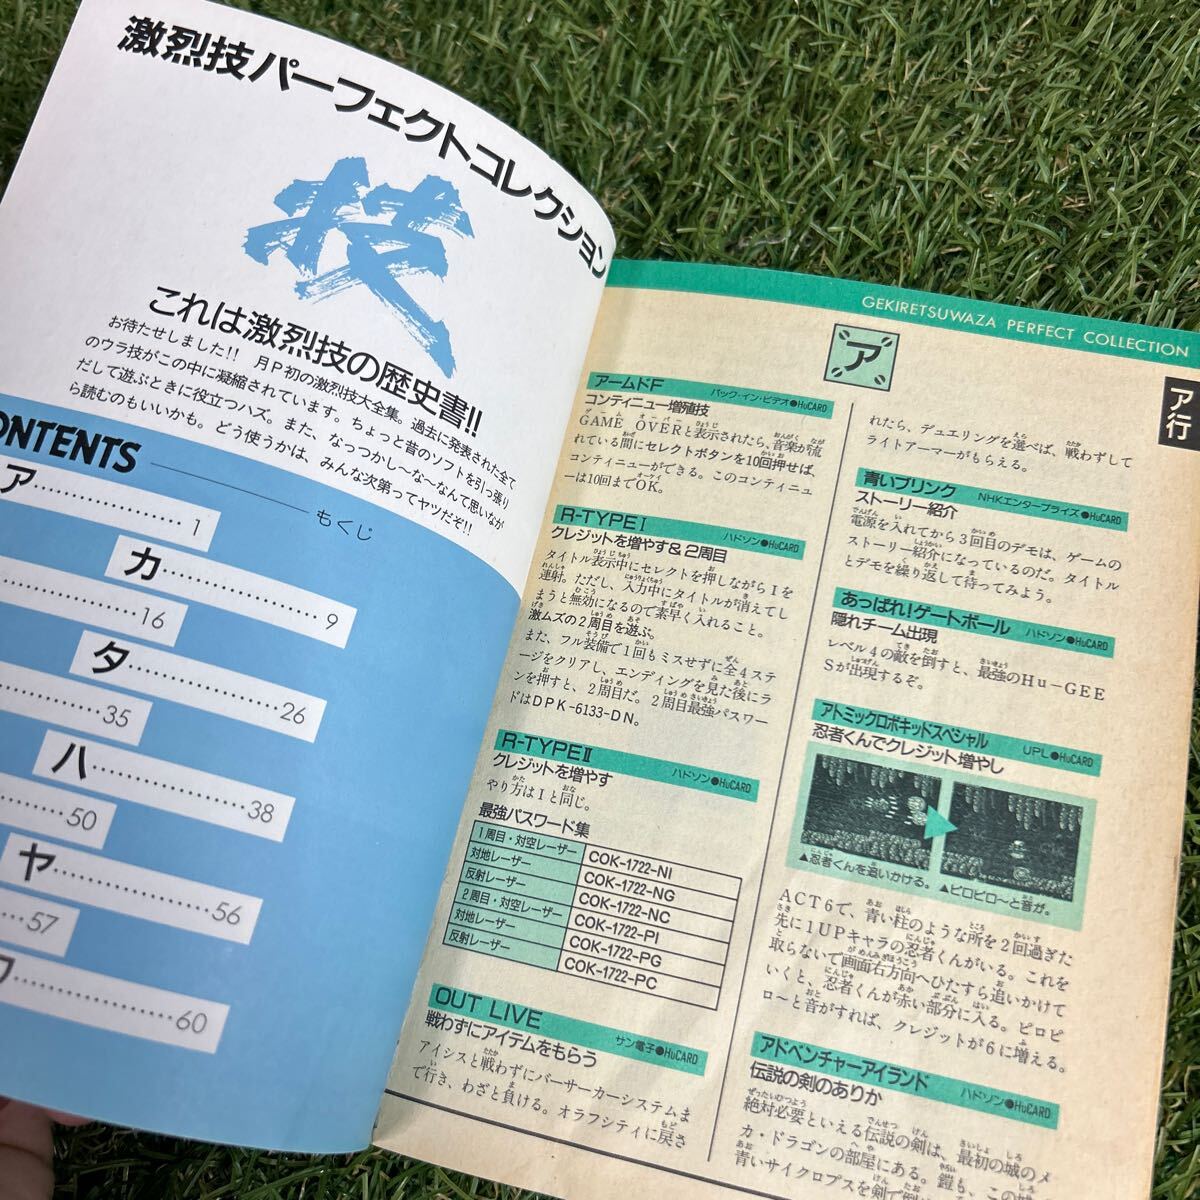 激烈技パーフェクトコレクション
技
これは激烈技の歴史書!!
お待たせしました!! 月P初の激烈技大全集。過去に発表された全て
のウラ技がこの中に凝縮されています。ちょっと昔のソフトを引っ張り
だして遊ぶときに役立つハズ。また、なっつかし〜な〜なんて思いなが
ら読むのもいいかも。どう使うかは、みんな次第ってヤツだぞ!!
ONTENTS
もくじ
ア 1
カ 9
16
タ 26
35
ハ 38
50
ヤ 56
57
60
GEKIRETSUWAZA PERFECT COLLECTION
ア
ア行
アームドF パック・イン・ビデオ●HuCARD
コンティニュー増殖技
GAME OVERと表示されたら、音楽が流
れている間にセレクトボタンを10回押せば、
コンティニューができる。このコンティニュ
ーは10回までOK。
R-TYPE I ハドソン●HuCARD
クレジットを増やす&2周目
タイトル表示中にセレクトを押しながらIを
連射。ただし、入力中にタイトルが消えてし
まうと無効になるので素早く入れること。
激ムズの2周目を遊ぶ。
また、フル装備で1回もミスせずに全4ステ
ージをクリアし、エンディングを見た後にラ
ンを押すと、2周目だ。2周目最強パスワー
ドはDPK-6133-DN。
R-TYPE II ハドソン●HuCARD
クレジットを増やす
やり方はIと同じ。
最強パスワード集
1周目・対空レーザー COK-1722-NI
対地レーザー COK-1722-NG
反射レーザー COK-1722-NC
2周目・対空レーザー COK-1722-PI
対地レーザー COK-1722-PG
反射レーザー COK-1722-PC
OUT LIVE サン電子●HuCARD
戦わずにアイテムをもらう
アイシスと戦わずにバーサーカーシステムま
で行き、わざと負ける。オラフシティに戻さ
れたら、デュエリングを選べば、戦わずして
ライトアーマーがもらえる。
青いブリンク NHKエンタープライズ●HuCARD
ストーリー紹介
電源を入れてから3回目のデモは、ゲームの
ストーリー紹介になっているのだ。タイトル
とデモを繰り返して待ってみよう。
あっぱれ!ゲートボール ハドソン●HuCARD
隠れチーム出現
レベル4の敵を倒すと、最強のHu-GEE
Sが出現するぞ。
アトミックロボキッドスペシャル UPL●HuCARD
忍者くんでクレジット増やし
▲忍者くんを追いかける。
▲ピロピロ〜と音が。
ACT6で、青い柱のような所を2回過ぎた
先に1UPキャラの忍者くんがいる。これを
取らないで画面右方向へひたすら追いかけて
いくと、忍者くんが赤い部分に入る。ピロピ
ロ〜と音がすれば、クレジットが6に増える。
アドベンチャーアイランド ハドソン●HuCARD
伝説の剣のありか
絶対必要といえる伝説の剣は、最初の城のメ
カ・ドラゴンの部屋にある。鎧も、この城
青いサイクロプスを剣で倒